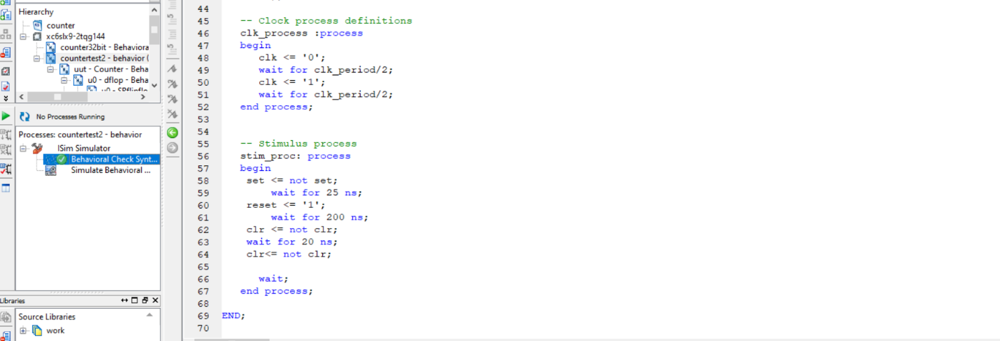 Hierarchy
counter
xc6slx9-2tqg144
counter32bit - Behaviora
countertest2 - behavior (
uut - Counter - Beha
u0 - dflop - Beha
No Processes Running
Processes: countertest2 - behavior
ISim Simulator
Behavioral Check Synt...
Simulate Behavioral ...
Libraries
Source Libraries
work
44
45 -- Clock process definitions
46 clk_process :process
47 begin
48 clk <= '0';
49 wait for clk_period/2;
50 clk <= '1';
51 wait for clk_period/2;
52 end process;
53
54
55 -- Stimulus process
56 stim_proc: process
57 begin
58 set <= not set;
59 wait for 25 ns;
60 reset <= '1';
61 wait for 200 ns;
62 clr <= not clr;
63 wait for 20 ns;
64 clr<= not clr;
65
66 wait;
67 end process;
68
69 END;
70